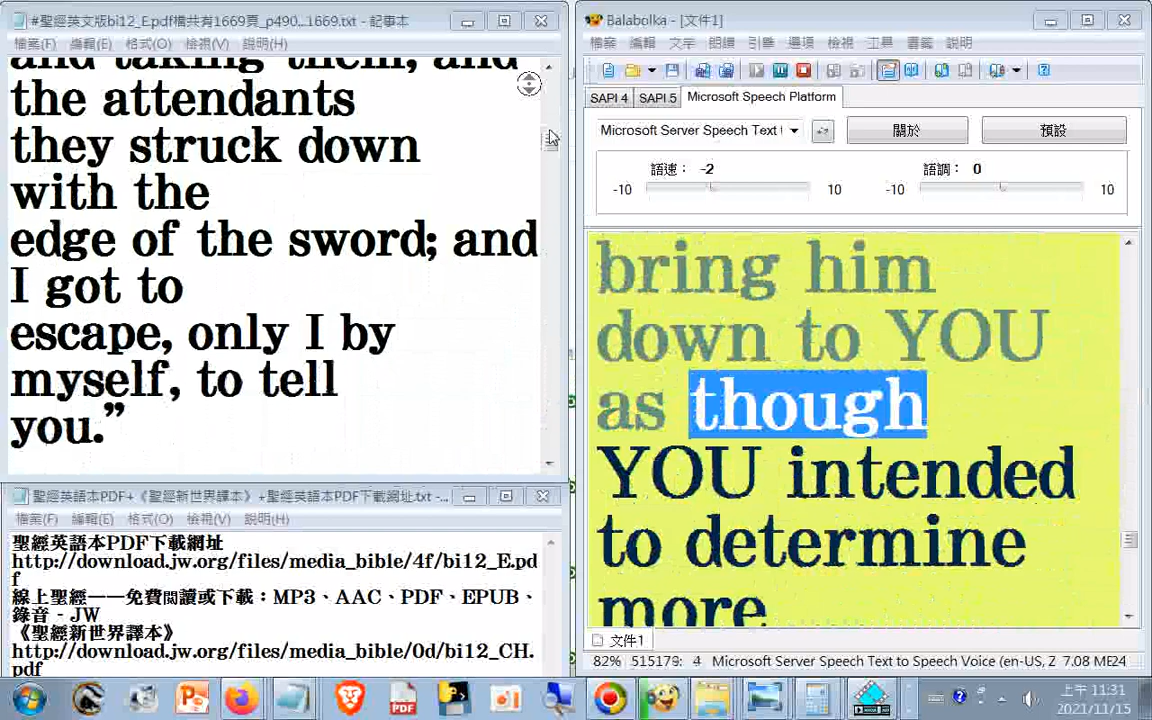 #聖經英文版bi12_Epdf檔共有1669頁_p490...1669.txt - 記事本
檔案(F) 編輯(E) 格式(O) 檢視(V) 說明(H)
and taking them, and
the attendants
they struck down
with the
edge of the sword; and
I got to
escape, only I by
myself, to tell
you.”
聖經英語本PDF+《聖經新世界譯本》+聖經英語本PDF下載網址.txt -...
檔案(F) 編輯(E) 格式(O) 檢視(V) 說明(H)
聖經英語本PDF下載網址
http://download.jw.org/files/media_bible/4f/bi12_E.pd
f
線上聖經──免費閱讀或下載：MP3、AAC、PDF、EPUB、
錄音 - JW
《聖經新世界譯本》
http://download.jw.org/files/media_bible/0d/bi12_CH.
pdf
Balabolka - [文件1]
檔案 編輯 文字 朗讀 引擎 選項 檢視 工具 書籤 說明
SAPI 4 SAPI 5 Microsoft Speech Platform
Microsoft Server Speech Text
關於 預設
語速： -2 語調： 0
-10 10 -10 10
bring him
down to YOU
as though
YOU intended
to determine
more
文件1
82% 515179: 4 Microsoft Server Speech Text to Speech Voice (en-US, Z 7.08 ME24
上午 11:31
2021/11/15